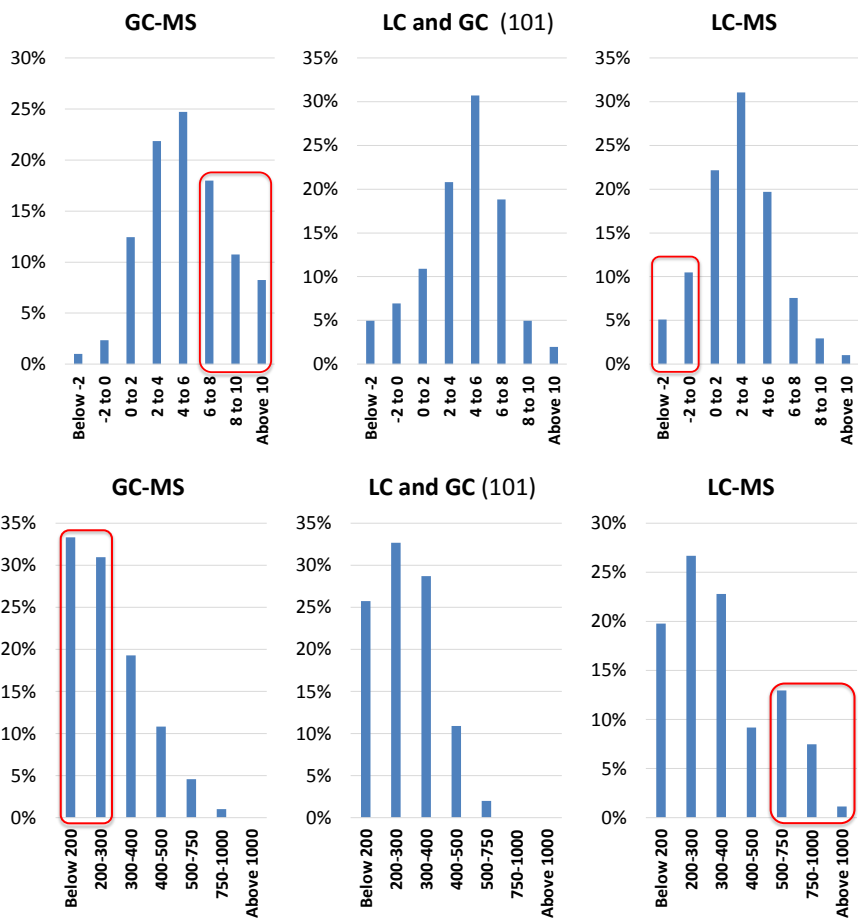 GC-MS
30%
25%
20%
15%
10%
5%
0%
Below -2
-2 to 0
0 to 2
2 to 4
4 to 6
6 to 8
8 to 10
Above 10
LC and GC (101)
35%
30%
25%
20%
15%
10%
5%
0%
Below -2
-2 to 0
0 to 2
2 to 4
4 to 6
6 to 8
8 to 10
Above 10
LC-MS
35%
30%
25%
20%
15%
10%
5%
0%
Below -2
-2 to 0
0 to 2
2 to 4
4 to 6
6 to 8
8 to 10
Above 10
GC-MS
35%
30%
25%
20%
15%
10%
5%
0%
Below 200
200-300
300-400
400-500
500-750
750-1000
Above 1000
LC and GC (101)
35%
30%
25%
20%
15%
10%
5%
0%
Below 200
200-300
300-400
400-500
500-750
750-1000
Above 1000
LC-MS
30%
25%
20%
15%
10%
5%
0%
Below 200
200-300
300-400
400-500
500-750
750-1000
Above 1000